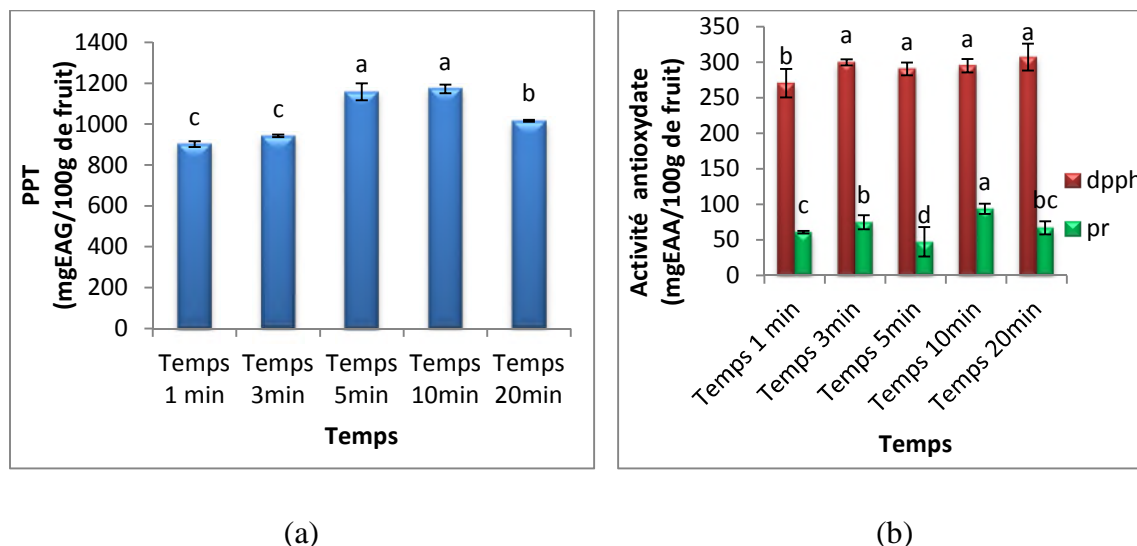 PPT
(mgEAG/100g de fruit)
1400
1200
1000
800
600
400
200
0
c
c
a
a
b
Temps
1 min
Temps
3min
Temps
5min
Temps
10min
Temps
20min
Temps
(a)
Activité antioxydate
(mgEAA/100g de fruit)
350
300
250
200
150
100
50
0
b
a
a
a
a
c
b
d
a
bc
dpph
pr
Temps 1 min
Temps 3min
Temps 5min
Temps 10min
Temps 20min
Temps
(b)